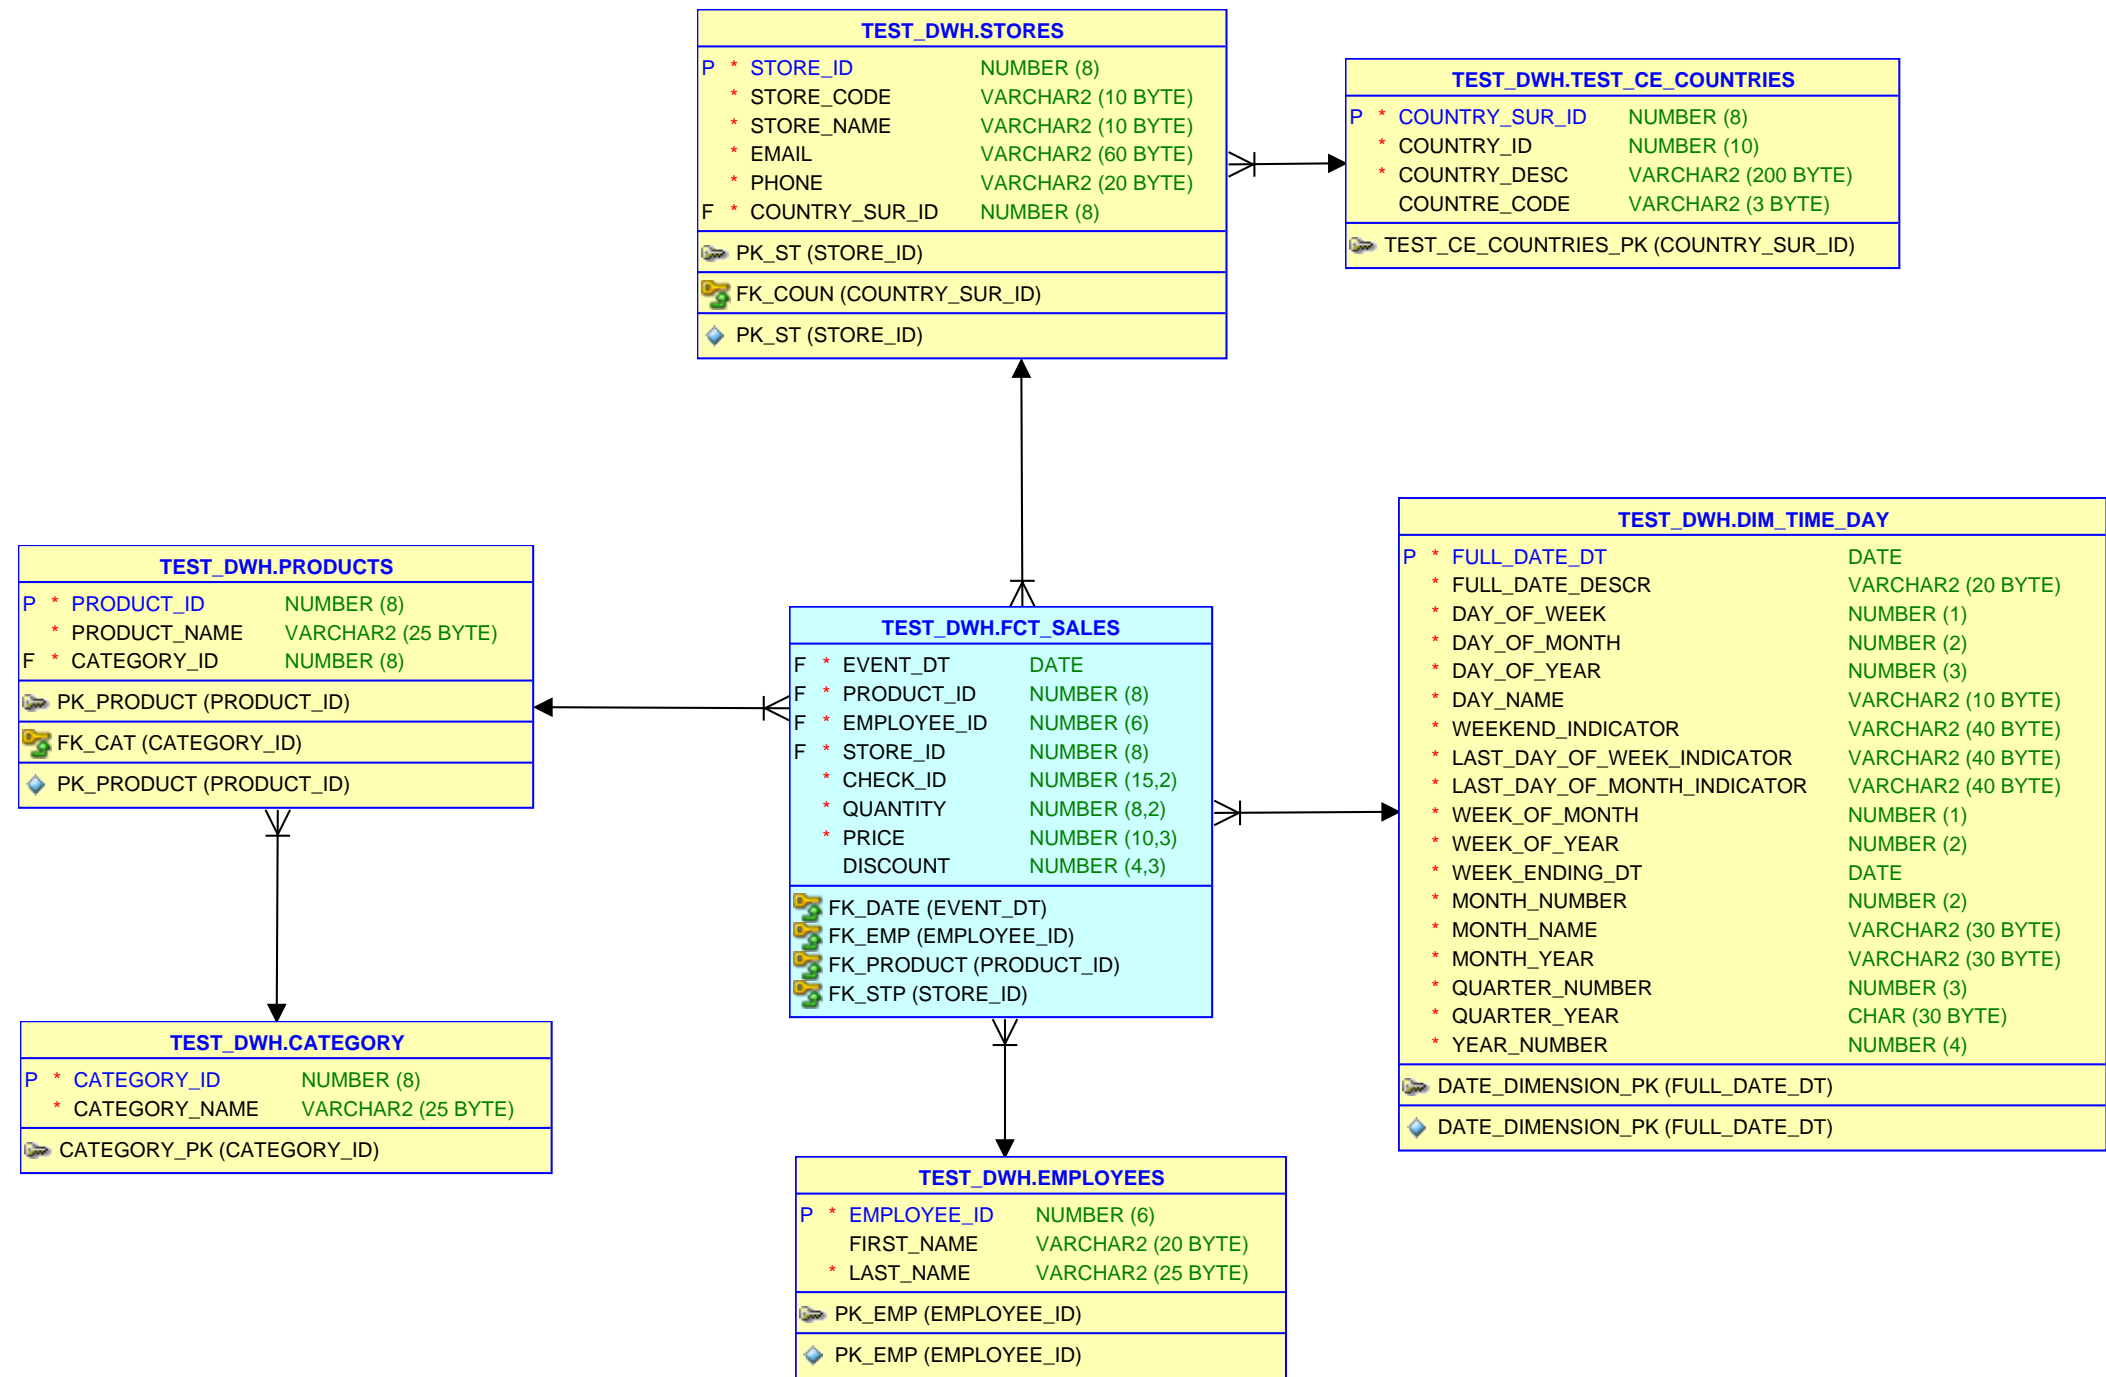 TEST_DWH.STORES
P * STORE_ID NUMBER (8)
* STORE_CODE VARCHAR2 (10 BYTE)
* STORE_NAME VARCHAR2 (10 BYTE)
* EMAIL VARCHAR2 (60 BYTE)
* PHONE VARCHAR2 (20 BYTE)
F * COUNTRY_SUR_ID NUMBER (8)
PK_ST (STORE_ID)
FK_COUN (COUNTRY_SUR_ID)
PK_ST (STORE_ID)
TEST_DWH.TEST_CE_COUNTRIES
P * COUNTRY_SUR_ID NUMBER (8)
* COUNTRY_ID NUMBER (10)
* COUNTRY_DESC VARCHAR2 (200 BYTE)
COUNTRE_CODE VARCHAR2 (3 BYTE)
TEST_CE_COUNTRIES_PK (COUNTRY_SUR_ID)
TEST_DWH.PRODUCTS
P * PRODUCT_ID NUMBER (8)
* PRODUCT_NAME VARCHAR2 (25 BYTE)
F * CATEGORY_ID NUMBER (8)
PK_PRODUCT (PRODUCT_ID)
FK_CAT (CATEGORY_ID)
PK_PRODUCT (PRODUCT_ID)
TEST_DWH.FCT_SALES
F * EVENT_DT DATE
F * PRODUCT_ID NUMBER (8)
F * EMPLOYEE_ID NUMBER (6)
F * STORE_ID NUMBER (8)
* CHECK_ID NUMBER (15,2)
* QUANTITY NUMBER (8,2)
* PRICE NUMBER (10,3)
DISCOUNT NUMBER (4,3)
FK_DATE (EVENT_DT)
FK_EMP (EMPLOYEE_ID)
FK_PRODUCT (PRODUCT_ID)
FK_STP (STORE_ID)
TEST_DWH.DIM_TIME_DAY
P * FULL_DATE_DT DATE
* FULL_DATE_DESCR VARCHAR2 (20 BYTE)
* DAY_OF_WEEK NUMBER (1)
* DAY_OF_MONTH NUMBER (2)
* DAY_OF_YEAR NUMBER (3)
* DAY_NAME VARCHAR2 (10 BYTE)
* WEEKEND_INDICATOR VARCHAR2 (40 BYTE)
* LAST_DAY_OF_WEEK_INDICATOR VARCHAR2 (40 BYTE)
* LAST_DAY_OF_MONTH_INDICATOR VARCHAR2 (40 BYTE)
* WEEK_OF_MONTH NUMBER (1)
* WEEK_OF_YEAR NUMBER (2)
* WEEK_ENDING_DT DATE
* MONTH_NUMBER NUMBER (2)
* MONTH_NAME VARCHAR2 (30 BYTE)
* MONTH_YEAR VARCHAR2 (30 BYTE)
* QUARTER_NUMBER NUMBER (3)
* QUARTER_YEAR CHAR (30 BYTE)
* YEAR_NUMBER NUMBER (4)
DATE_DIMENSION_PK (FULL_DATE_DT)
DATE_DIMENSION_PK (FULL_DATE_DT)
TEST_DWH.CATEGORY
P * CATEGORY_ID NUMBER (8)
* CATEGORY_NAME VARCHAR2 (25 BYTE)
CATEGORY_PK (CATEGORY_ID)
TEST_DWH.EMPLOYEES
P * EMPLOYEE_ID NUMBER (6)
FIRST_NAME VARCHAR2 (20 BYTE)
* LAST_NAME VARCHAR2 (25 BYTE)
PK_EMP (EMPLOYEE_ID)
PK_EMP (EMPLOYEE_ID)